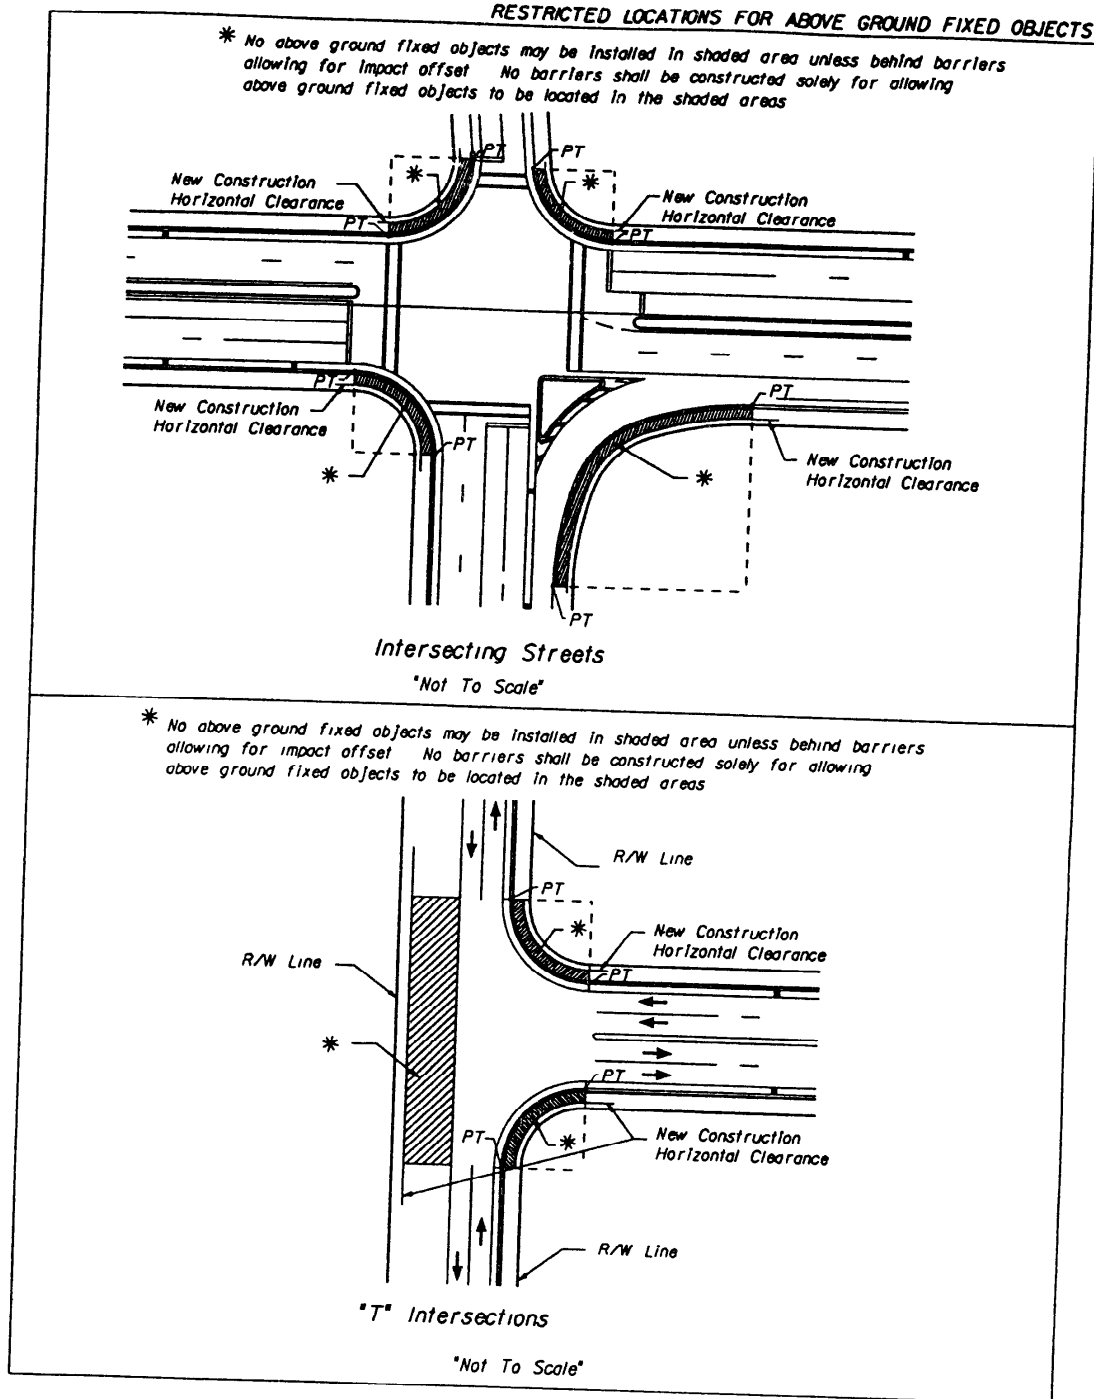 RESTRICTED LOCATIONS FOR ABOVE GROUND FIXED OBJECTS
* No above ground fixed objects may be installed in shaded area unless behind barriers
allowing for impact offset No barriers shall be constructed solely for allowing
above ground fixed objects to be located in the shaded areas
PT
PT
*
*
New Construction
Horizontal Clearance
New Construction
Horizontal Clearance
PT
PT
PT
PT
New Construction
Horizontal Clearance
PT
*
*
New Construction
Horizontal Clearance
PT
Intersecting Streets
"Not To Scale"
* No above ground fixed objects may be installed in shaded area unless behind barriers
allowing for impact offset No barriers shall be constructed solely for allowing
above ground fixed objects to be located in the shaded areas
R/W Line
PT
*
New Construction
Horizontal Clearance
R/W Line
PT
*
PT
PT
*
New Construction
Horizontal Clearance
R/W Line
"T" Intersections
"Not To Scale"